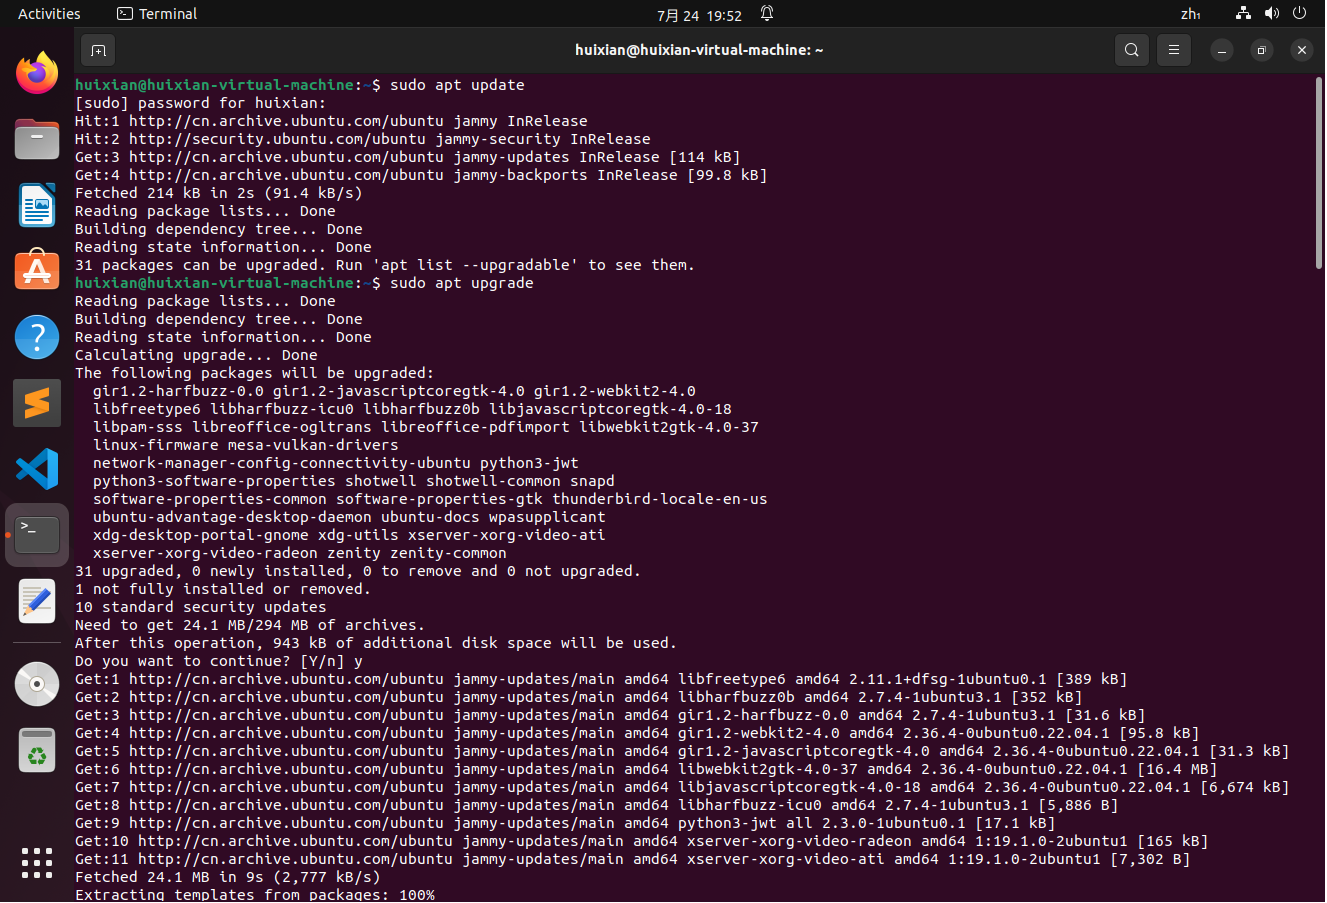 Activities Terminal 7月 24 19:52 zh₁
huixian@huixian-virtual-machine: ~
huixian@huixian-virtual-machine:~$ sudo apt update
[sudo] password for huixian:
Hit:1 http://cn.archive.ubuntu.com/ubuntu jammy InRelease
Hit:2 http://security.ubuntu.com/ubuntu jammy-security InRelease
Get:3 http://cn.archive.ubuntu.com/ubuntu jammy-updates InRelease [114 kB]
Get:4 http://cn.archive.ubuntu.com/ubuntu jammy-backports InRelease [99.8 kB]
Fetched 214 kB in 2s (91.4 kB/s)
Reading package lists... Done
Building dependency tree... Done
Reading state information... Done
31 packages can be upgraded. Run 'apt list --upgradable' to see them.
huixian@huixian-virtual-machine:~$ sudo apt upgrade
Reading package lists... Done
Building dependency tree... Done
Reading state information... Done
Calculating upgrade... Done
The following packages will be upgraded:
  gir1.2-harfbuzz-0.0 gir1.2-javascriptcoregtk-4.0 gir1.2-webkit2-4.0
  libfreetype6 libharfbuzz-icu0 libharfbuzz0b libjavascriptcoregtk-4.0-18
  libpam-sss libreoffice-ogltrans libreoffice-pdfimport libwebkit2gtk-4.0-37
  linux-firmware mesa-vulkan-drivers
  network-manager-config-connectivity-ubuntu python3-jwt
  python3-software-properties shotwell shotwell-common snapd
  software-properties-common software-properties-gtk thunderbird-locale-en-us
  ubuntu-advantage-desktop-daemon ubuntu-docs wpasupplicant
  xdg-desktop-portal-gnome xdg-utils xserver-xorg-video-ati
  xserver-xorg-video-radeon zenity zenity-common
31 upgraded, 0 newly installed, 0 to remove and 0 not upgraded.
1 not fully installed or removed.
10 standard security updates
Need to get 24.1 MB/294 MB of archives.
After this operation, 943 kB of additional disk space will be used.
Do you want to continue? [Y/n] y
Get:1 http://cn.archive.ubuntu.com/ubuntu jammy-updates/main amd64 libfreetype6 amd64 2.11.1+dfsg-1ubuntu0.1 [389 kB]
Get:2 http://cn.archive.ubuntu.com/ubuntu jammy-updates/main amd64 libharfbuzz0b amd64 2.7.4-1ubuntu3.1 [352 kB]
Get:3 http://cn.archive.ubuntu.com/ubuntu jammy-updates/main amd64 gir1.2-harfbuzz-0.0 amd64 2.7.4-1ubuntu3.1 [31.6 kB]
Get:4 http://cn.archive.ubuntu.com/ubuntu jammy-updates/main amd64 gir1.2-webkit2-4.0 amd64 2.36.4-0ubuntu0.22.04.1 [95.8 kB]
Get:5 http://cn.archive.ubuntu.com/ubuntu jammy-updates/main amd64 gir1.2-javascriptcoregtk-4.0 amd64 2.36.4-0ubuntu0.22.04.1 [31.3 kB]
Get:6 http://cn.archive.ubuntu.com/ubuntu jammy-updates/main amd64 libwebkit2gtk-4.0-37 amd64 2.36.4-0ubuntu0.22.04.1 [16.4 MB]
Get:7 http://cn.archive.ubuntu.com/ubuntu jammy-updates/main amd64 libjavascriptcoregtk-4.0-18 amd64 2.36.4-0ubuntu0.22.04.1 [6,674 kB]
Get:8 http://cn.archive.ubuntu.com/ubuntu jammy-updates/main amd64 libharfbuzz-icu0 amd64 2.7.4-1ubuntu3.1 [5,886 B]
Get:9 http://cn.archive.ubuntu.com/ubuntu jammy-updates/main amd64 python3-jwt all 2.3.0-1ubuntu0.1 [17.1 kB]
Get:10 http://cn.archive.ubuntu.com/ubuntu jammy-updates/main amd64 xserver-xorg-video-radeon amd64 1:19.1.0-2ubuntu1 [165 kB]
Get:11 http://cn.archive.ubuntu.com/ubuntu jammy-updates/main amd64 xserver-xorg-video-ati amd64 1:19.1.0-2ubuntu1 [7,302 B]
Fetched 24.1 MB in 9s (2,777 kB/s)
Extracting templates from packages: 100%